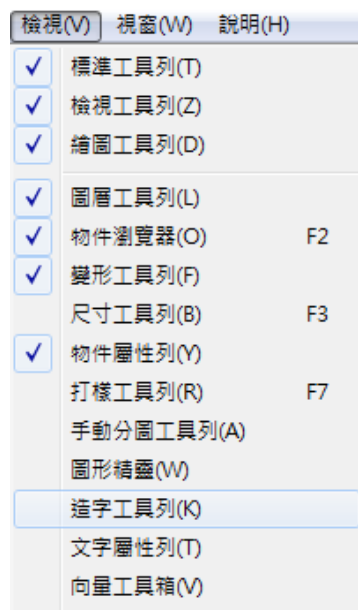 檢視(V) 視窗(W) 說明(H)
標準工具列(T)
檢視工具列(Z)
繪圖工具列(D)
圖層工具列(L)
物件瀏覽器(O) F2
變形工具列(F)
尺寸工具列(B) F3
物件屬性列(Y)
打樣工具列(R) F7
手動分圖工具列(A)
圖形精靈(W)
造字工具列(K)
文字屬性列(T)
向量工具箱(V)